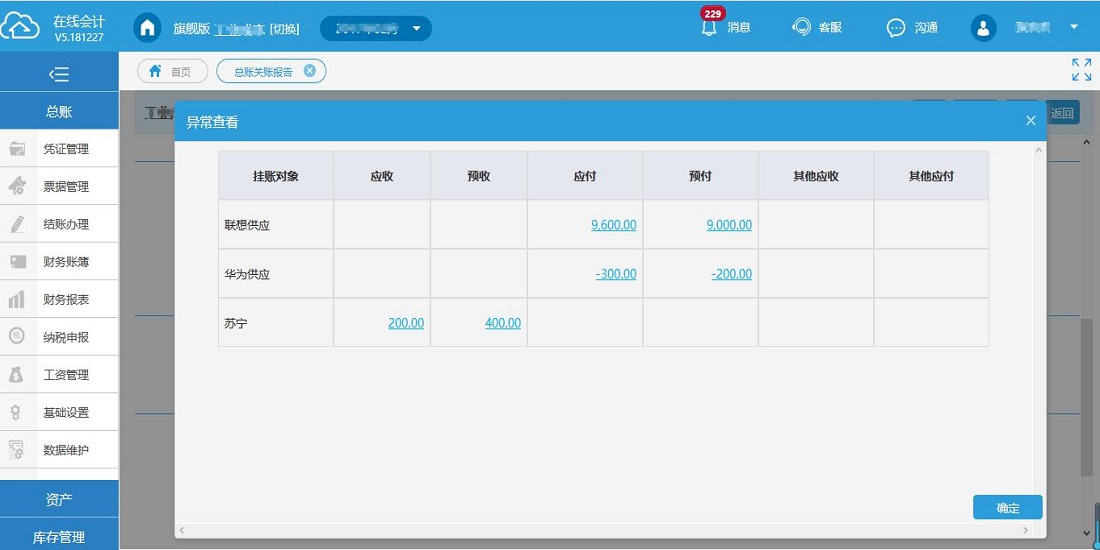 在线会计
V5.181227
旗舰版 [切换]
229
消息
客服
沟通
首页
总账关账报告
总账
凭证管理
票据管理
结账办理
财务账簿
财务报表
纳税申报
工资管理
基础设置
数据维护
资产
库存管理
返回
异常查看
挂账对象 应收 预收 应付 预付 其他应收 其他应付
联想供应 9,600.00 9,000.00
华为供应 -300.00 -200.00
苏宁 200.00 400.00
确定